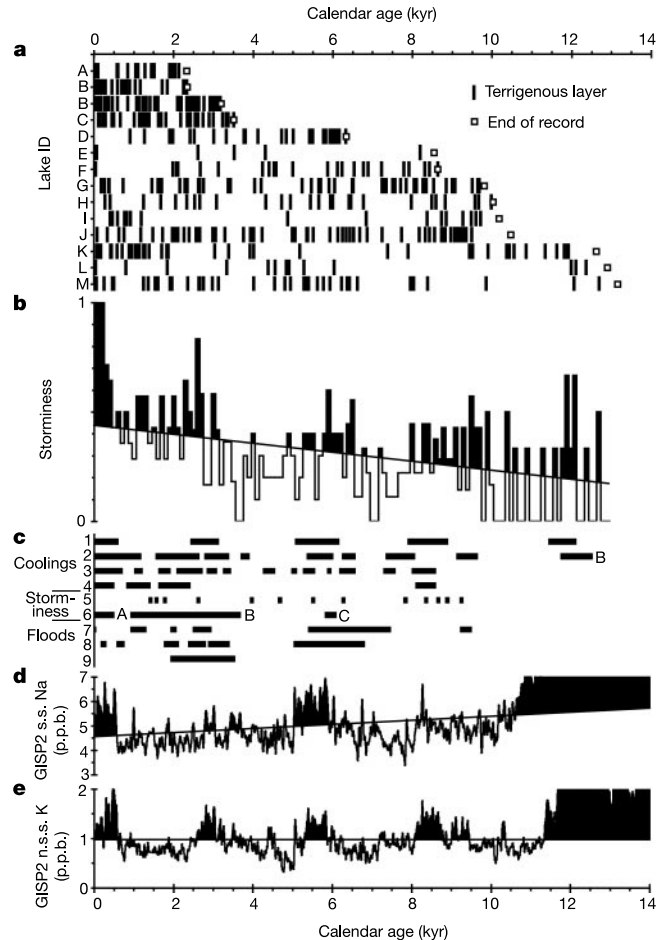 Calendar age (kyr)
a
0 2 4 6 8 10 12 14
Lake ID
A
B
B
C
D
E
F
G
H
I
J
K
L
M
Terrigenous layer
End of record
b
Storminess
1
0
c
Coolings
Storm-
iness
Floods
1
2
B
3
4
5
6
A B C
7
8
9
d
GISP2 s.s. Na
(p.p.b.)
7
6
5
4
3
e
GISP2 n.s.s. K
(p.p.b.)
2
1
0
0 2 4 6 8 10 12 14
Calendar age (kyr)